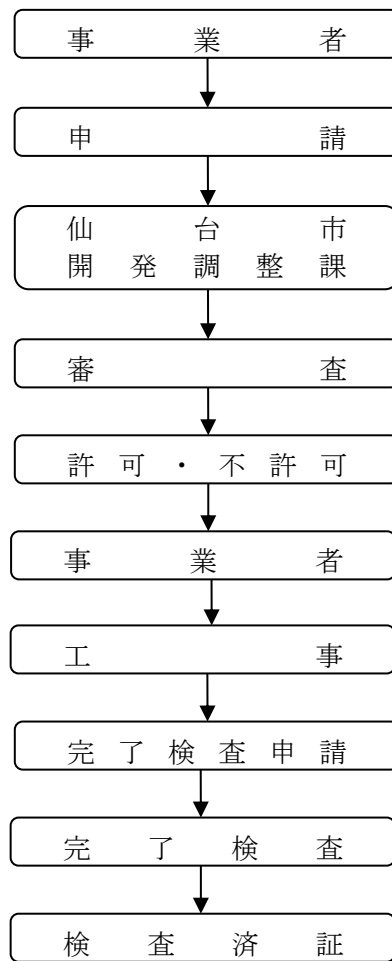 事業者
申請
仙台市
開発調整課
審査
許可・不許可
事業者
工事
完了検査申請
完了検査
検査済証